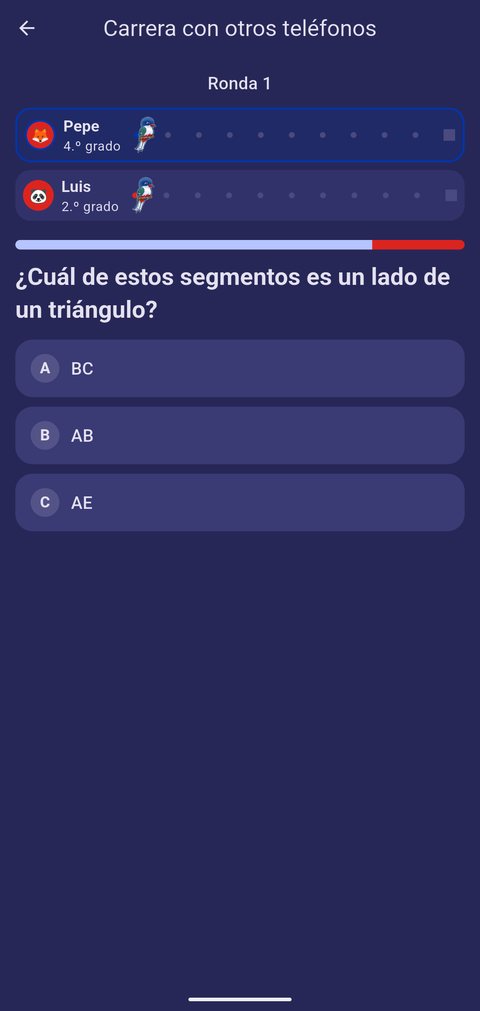 Carrera con otros teléfonos
Ronda 1
Pepe
4.º grado
Luis
2.º grado
¿Cuál de estos segmentos es un lado de
un triángulo?
A BC
B AB
C AE